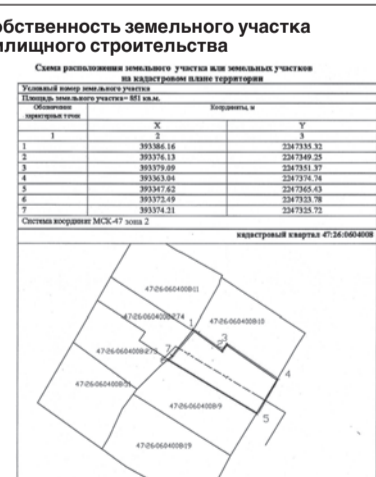 обственность земельного участка
илищного строительства
Схема расположения земельного участка или земельных участков
на кадастровом плане территории
Условный номер земельного участка
Площадь земельного участка= 851 кв.м.
Обозначение характерных точек Координаты, м
X Y
1 2 3
1 393386.16 2247335.32
2 393376.13 2247349.25
3 393379.09 2247351.37
4 393363.04 2247374.74
5 393347.62 2247365.43
6 393372.49 2247323.78
7 393374.21 2247325.72
Система координат МСК-47 зона 2
кадастровый квартал 47:26:0604008
47:26:0604008:11
47:26:0604008:274
47:26:0604008:10
1
3
2
47:26:0604008:273
7
4
47:26:0604008:9
5
47:26:0604008:19